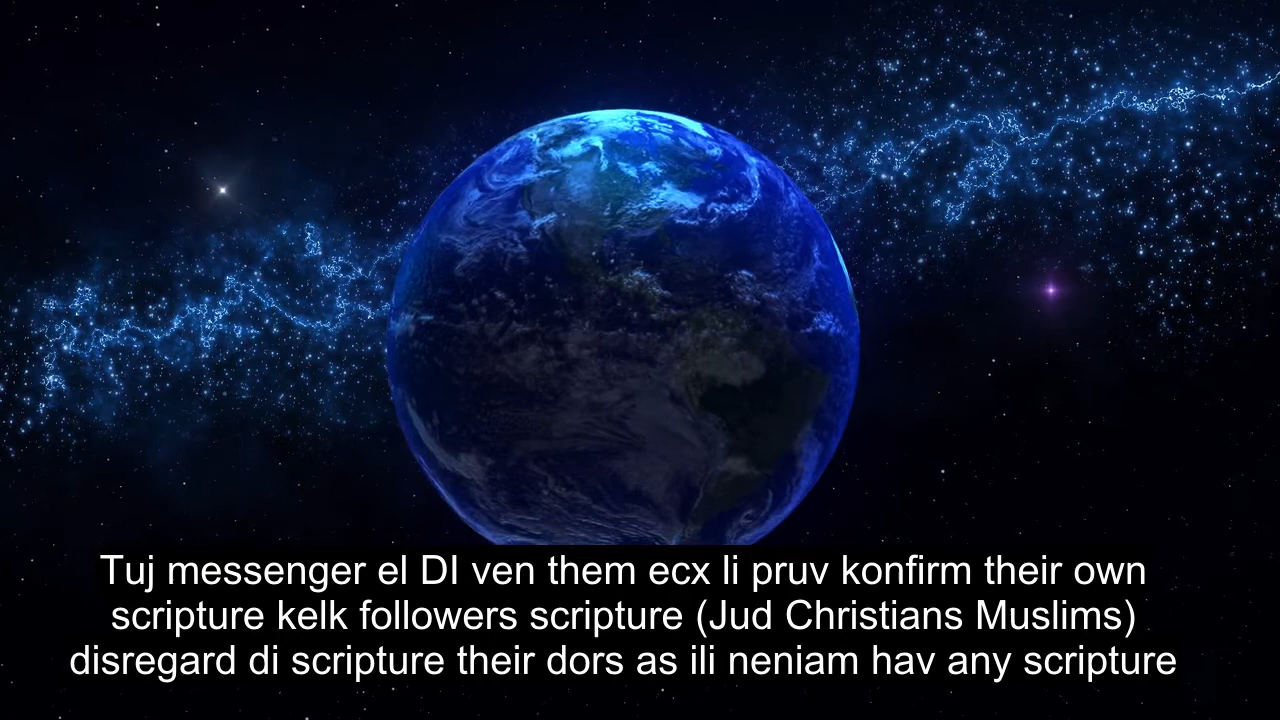 Tuj messenger el DI ven them ecx li pruv konfirm their own
scripture kelk followers scripture (Jud Christians Muslims)
disregard di scripture their dors as ili neniam hav any scripture